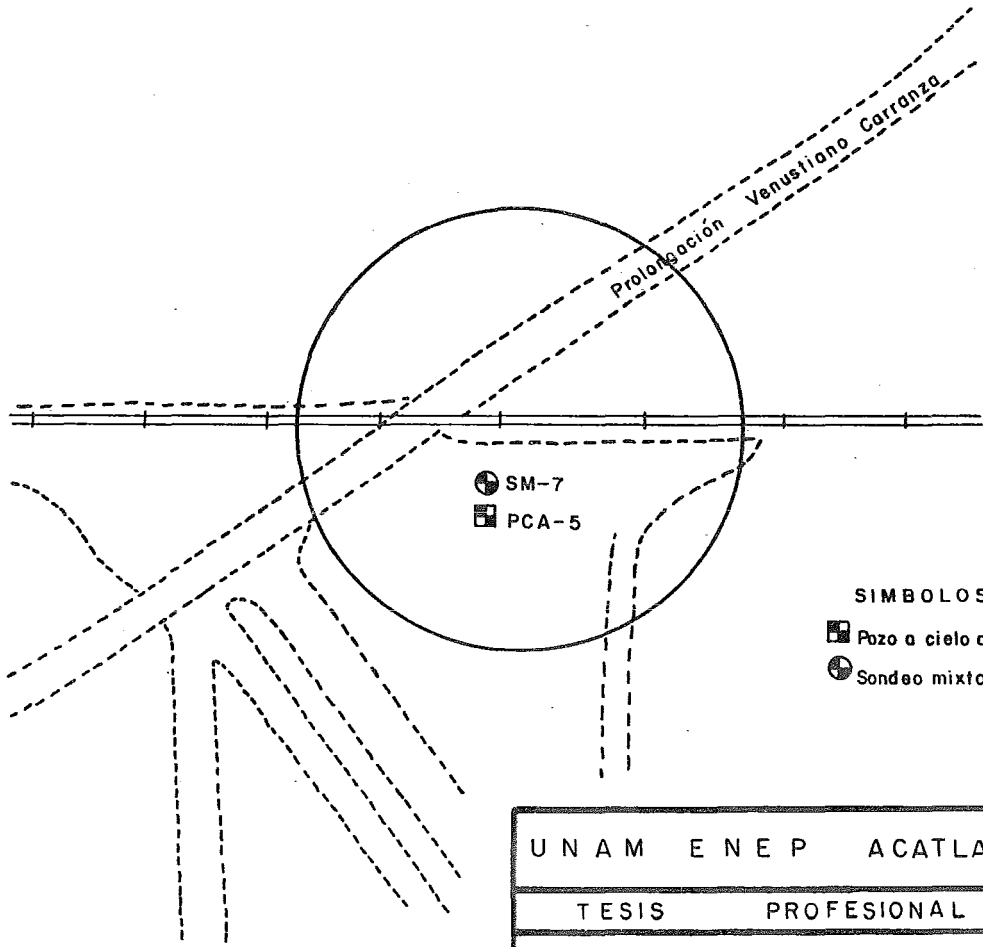 Prolongación Venustiano Carranza
SM-7
PCA-5
SIMBOLOS
Pozo a cielo a
Sondeo mixto
UNAM ENEP ACATLA
TESIS PROFESIONAL